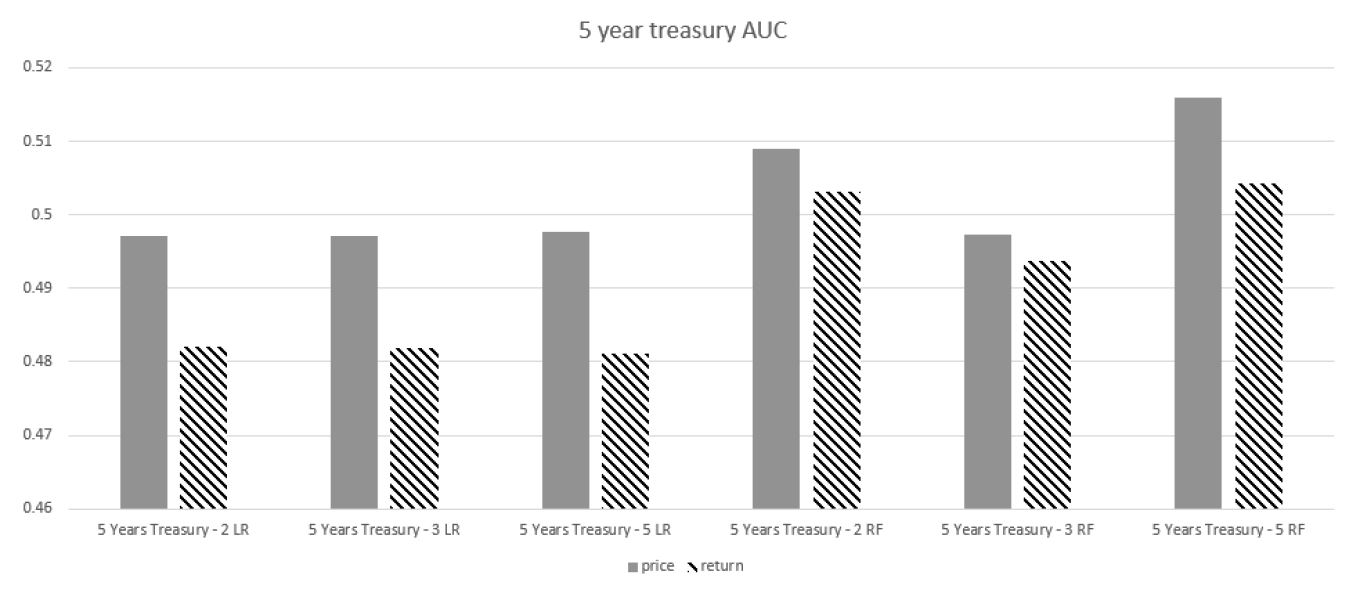 5 year treasury AUC
0.52
0.51
0.5
0.49
0.48
0.47
0.46
5 Years Treasury - 2 LR
5 Years Treasury - 3 LR
5 Years Treasury - 5 LR
5 Years Treasury - 2 RF
5 Years Treasury - 3 RF
5 Years Treasury - 5 RF
price
return